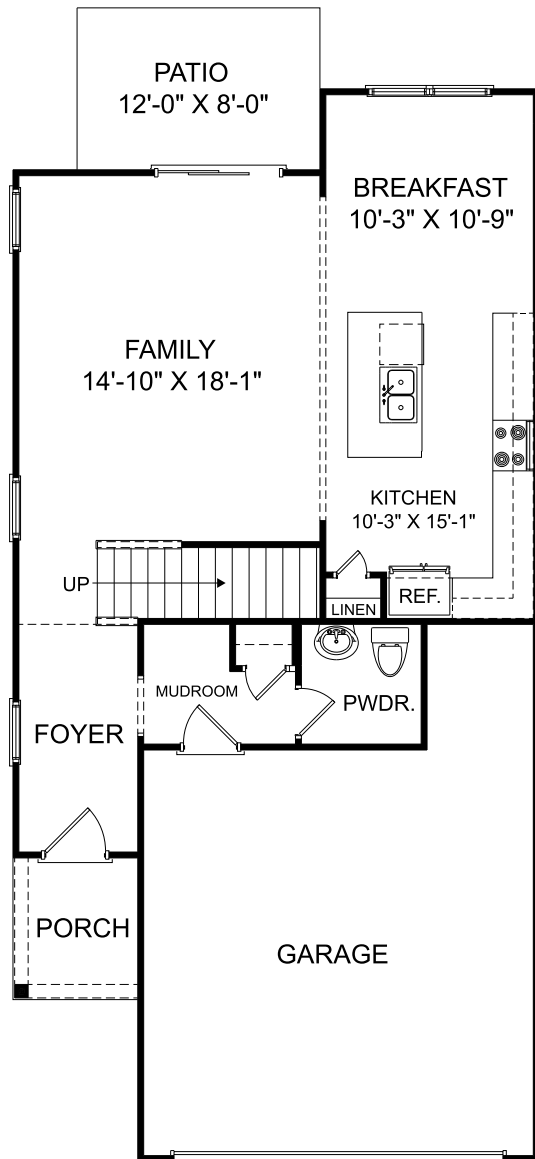 PATIO
12'-0" X 8'-0"
BREAKFAST
10'-3" X 10'-9"
FAMILY
14'-10" X 18'-1"
KITCHEN
10'-3" X 15'-1"
UP
REF.
LINEN
MUDROOM
PWDR.
FOYER
PORCH
GARAGE